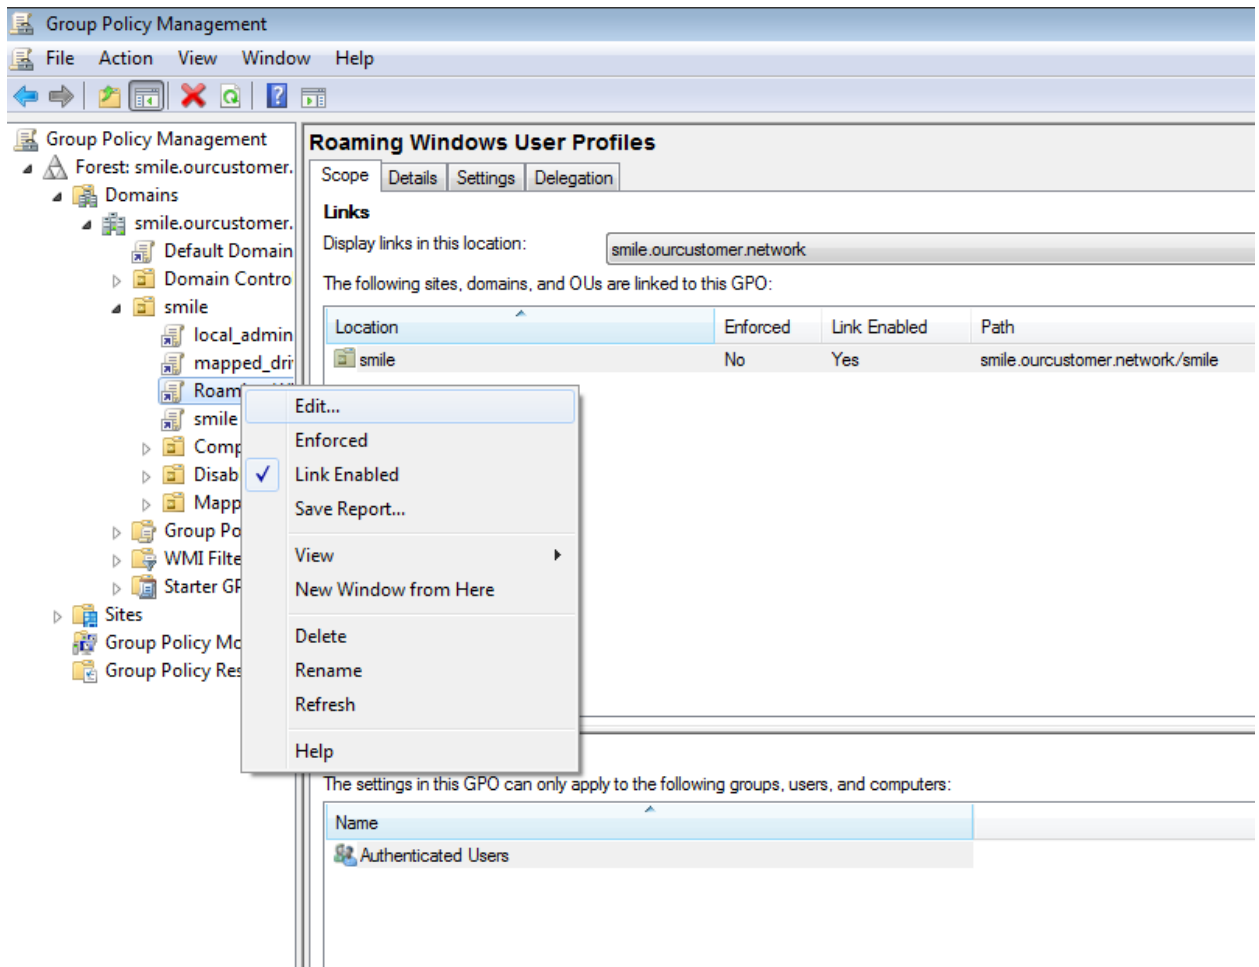 Group Policy Management
File Action View Window Help
Group Policy Management
Forest: smile.ourcustomer.
Domains
smile.ourcustomer.
Default Domain
Domain Contro
smile
local_admin
mapped_dri
Roam
smile
Comp
Disab
Mapp
Group Po
WMI Filte
Starter GP
Sites
Group Policy Mo
Group Policy Res
Roaming Windows User Profiles
Scope Details Settings Delegation
Links
Display links in this location: smile.ourcustomer.network
The following sites, domains, and OUs are linked to this GPO:
Location Enforced Link Enabled Path
smile No Yes smile.ourcustomer.network/smile
Edit...
Enforced
Link Enabled
Save Report...
View
New Window from Here
Delete
Rename
Refresh
Help
The settings in this GPO can only apply to the following groups, users, and computers:
Name
Authenticated Users